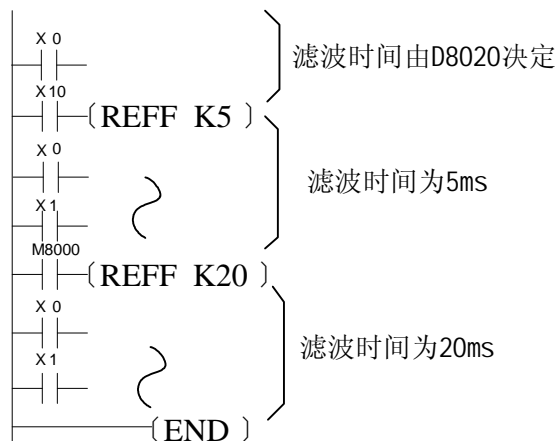 X 0
滤波时间由D8020决定
X10
〔REFF K5〕
X 0
滤波时间为5ms
X1
M8000
〔REFF K20〕
X 0
滤波时间为20ms
X1
〔END〕